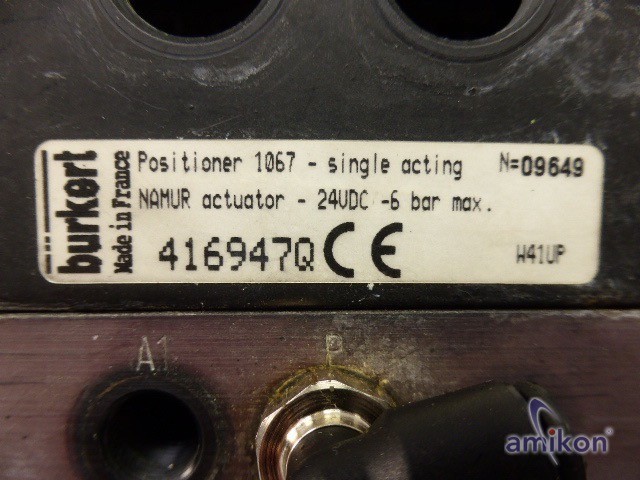 burkert
Made in France
Positioner 1067 - single acting N=09649
NAMUR actuator - 24VDC -6 bar max.
416947Q CE W41UP
A1 P
amikon